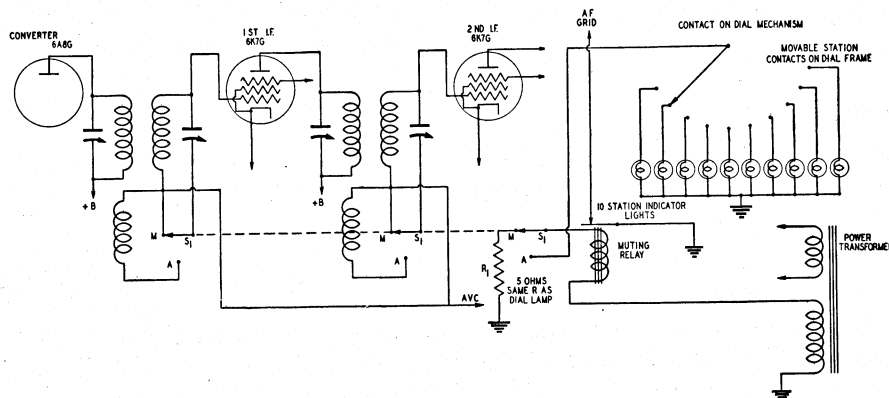 CONVERTER
6A8G
1 ST I.F.
6K7G
2 ND I.F.
6K7G
A F
GRID
CONTACT ON DIAL MECHANISM
MOVABLE STATION
CONTACTS ON DIAL FRAME
+B
+B
10 STATION INDICATOR
LIGHTS
M
S1
A
M
S1
A
M
S1
A
R1
5 OHMS
SAME R AS
DIAL LAMP
MUTING
RELAY
POWER
TRANSFORMER
AVC